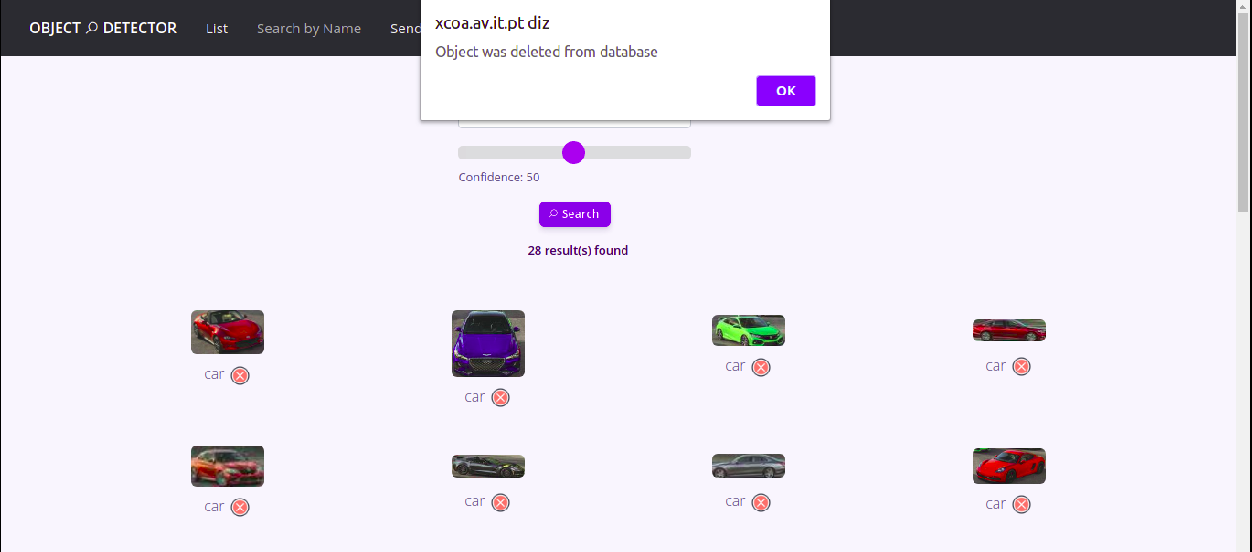 OBJECT DETECTOR List Search by Name Send
xcoa.av.it.pt diz
Object was deleted from database
OK
Confidence: 50
Search
28 result(s) found
car car car car
car car car car